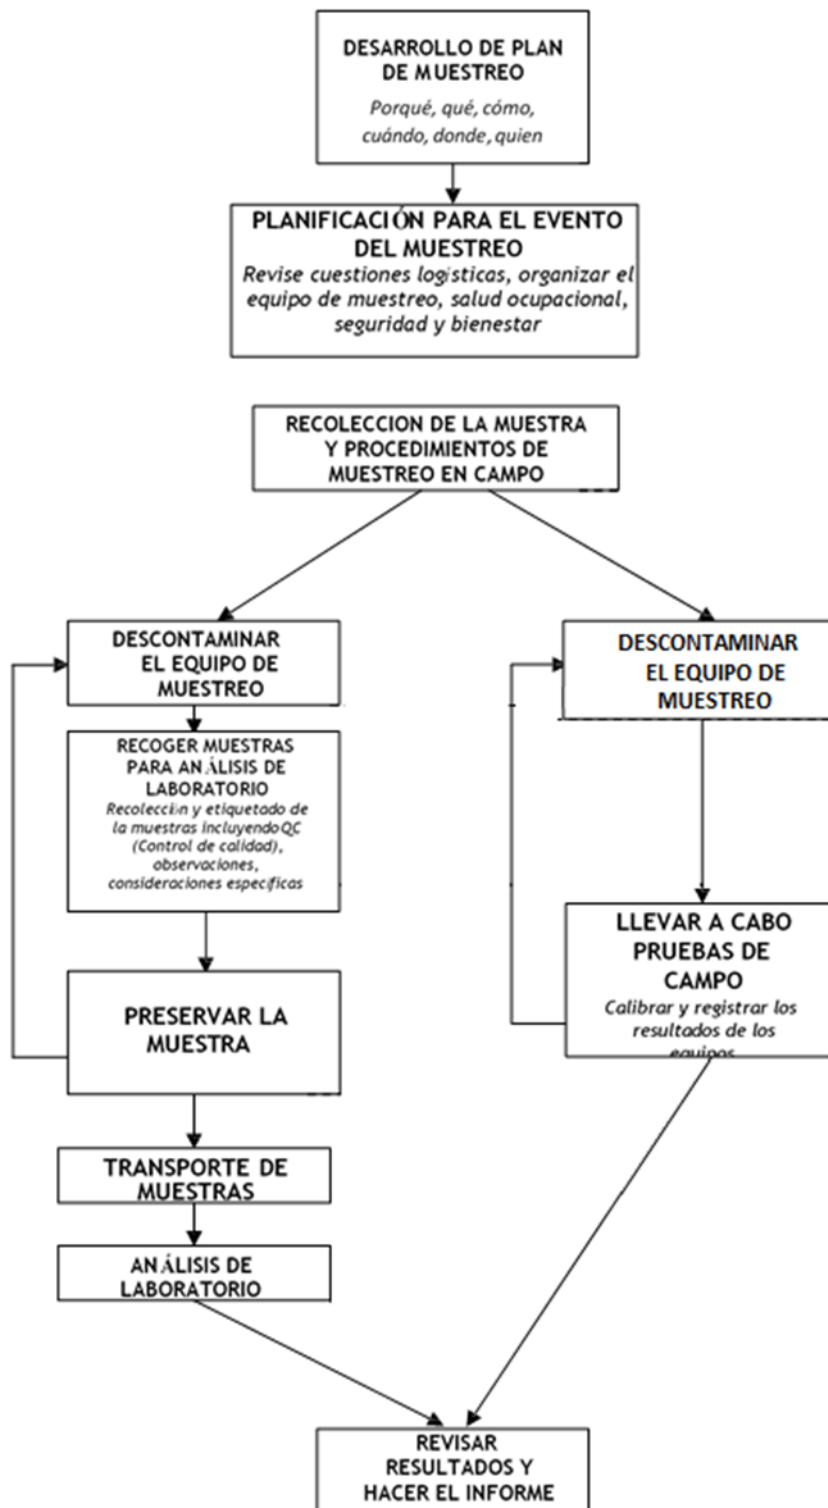 DESARROLLO DE PLAN
DE MUESTREO
Porqué, qué, cómo,
cuándo, donde, quien
PLANIFICACIÓN PARA EL EVENTO
DEL MUESTREO
Revise cuestiones logísticas, organizar el
equipo de muestreo, salud ocupacional,
seguridad y bienestar
RECOLECCION DE LA MUESTRA
Y PROCEDIMIENTOS DE
MUESTREO EN CAMPO
DESCONTAMINAR
EL EQUIPO DE
MUESTREO
RECOGER MUESTRAS
PARA ANÁLISIS DE
LABORATORIO
Recolección y etiquetado de
la muestras incluyendo QC
(Control de calidad),
observaciones,
consideraciones específicas
PRESERVAR LA
MUESTRA
TRANSPORTE DE
MUESTRAS
ANÁLISIS DE
LABORATORIO
DESCONTAMINAR
EL EQUIPO DE
MUESTREO
LLEVAR A CABO
PRUEBAS DE
CAMPO
Calibrar y registrar los
resultados de los
equipos
REVISAR
RESULTADOS Y
HACER EL INFORME